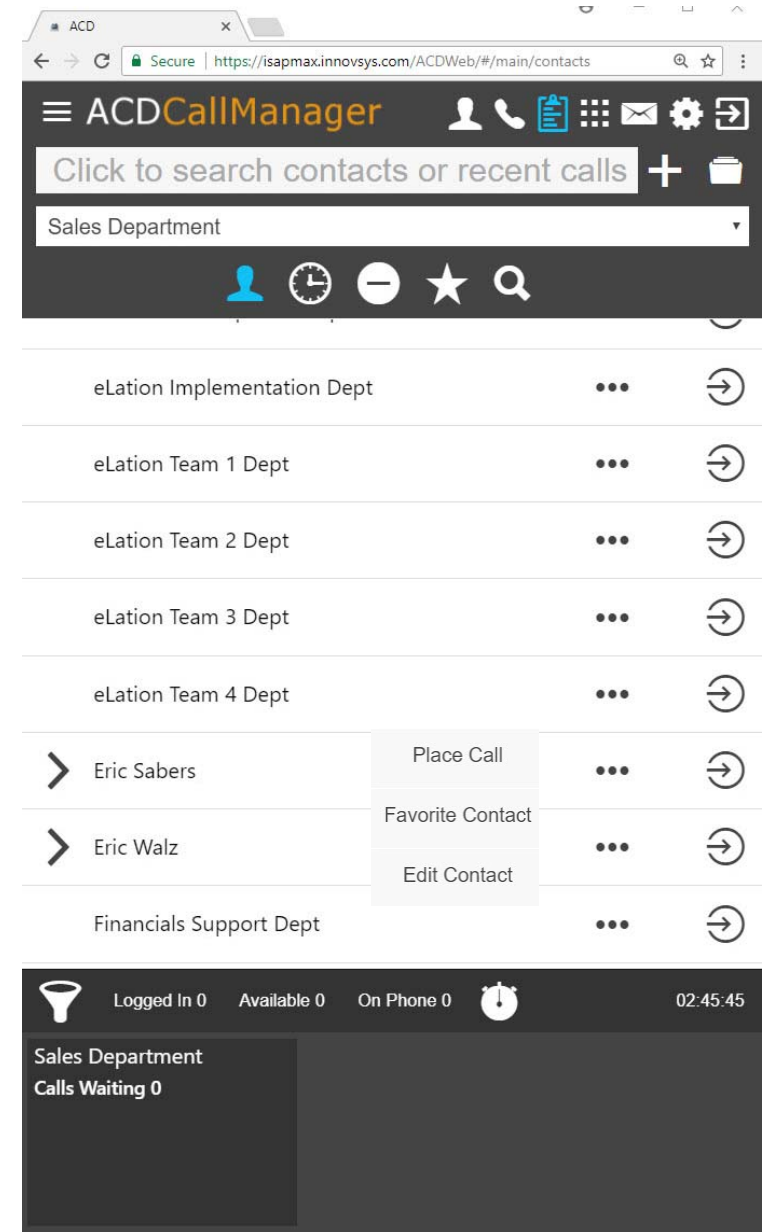 ACD
Secure | https://isapmax.innovsys.com/ACDWeb/#/main/contacts
ACDCallManager
Click to search contacts or recent calls
Sales Department
eLation Implementation Dept
eLation Team 1 Dept
eLation Team 2 Dept
eLation Team 3 Dept
eLation Team 4 Dept
Place Call
Eric Sabers
Favorite Contact
Eric Walz
Edit Contact
Financials Support Dept
Logged In 0 Available 0 On Phone 0 02:45:45
Sales Department
Calls Waiting 0